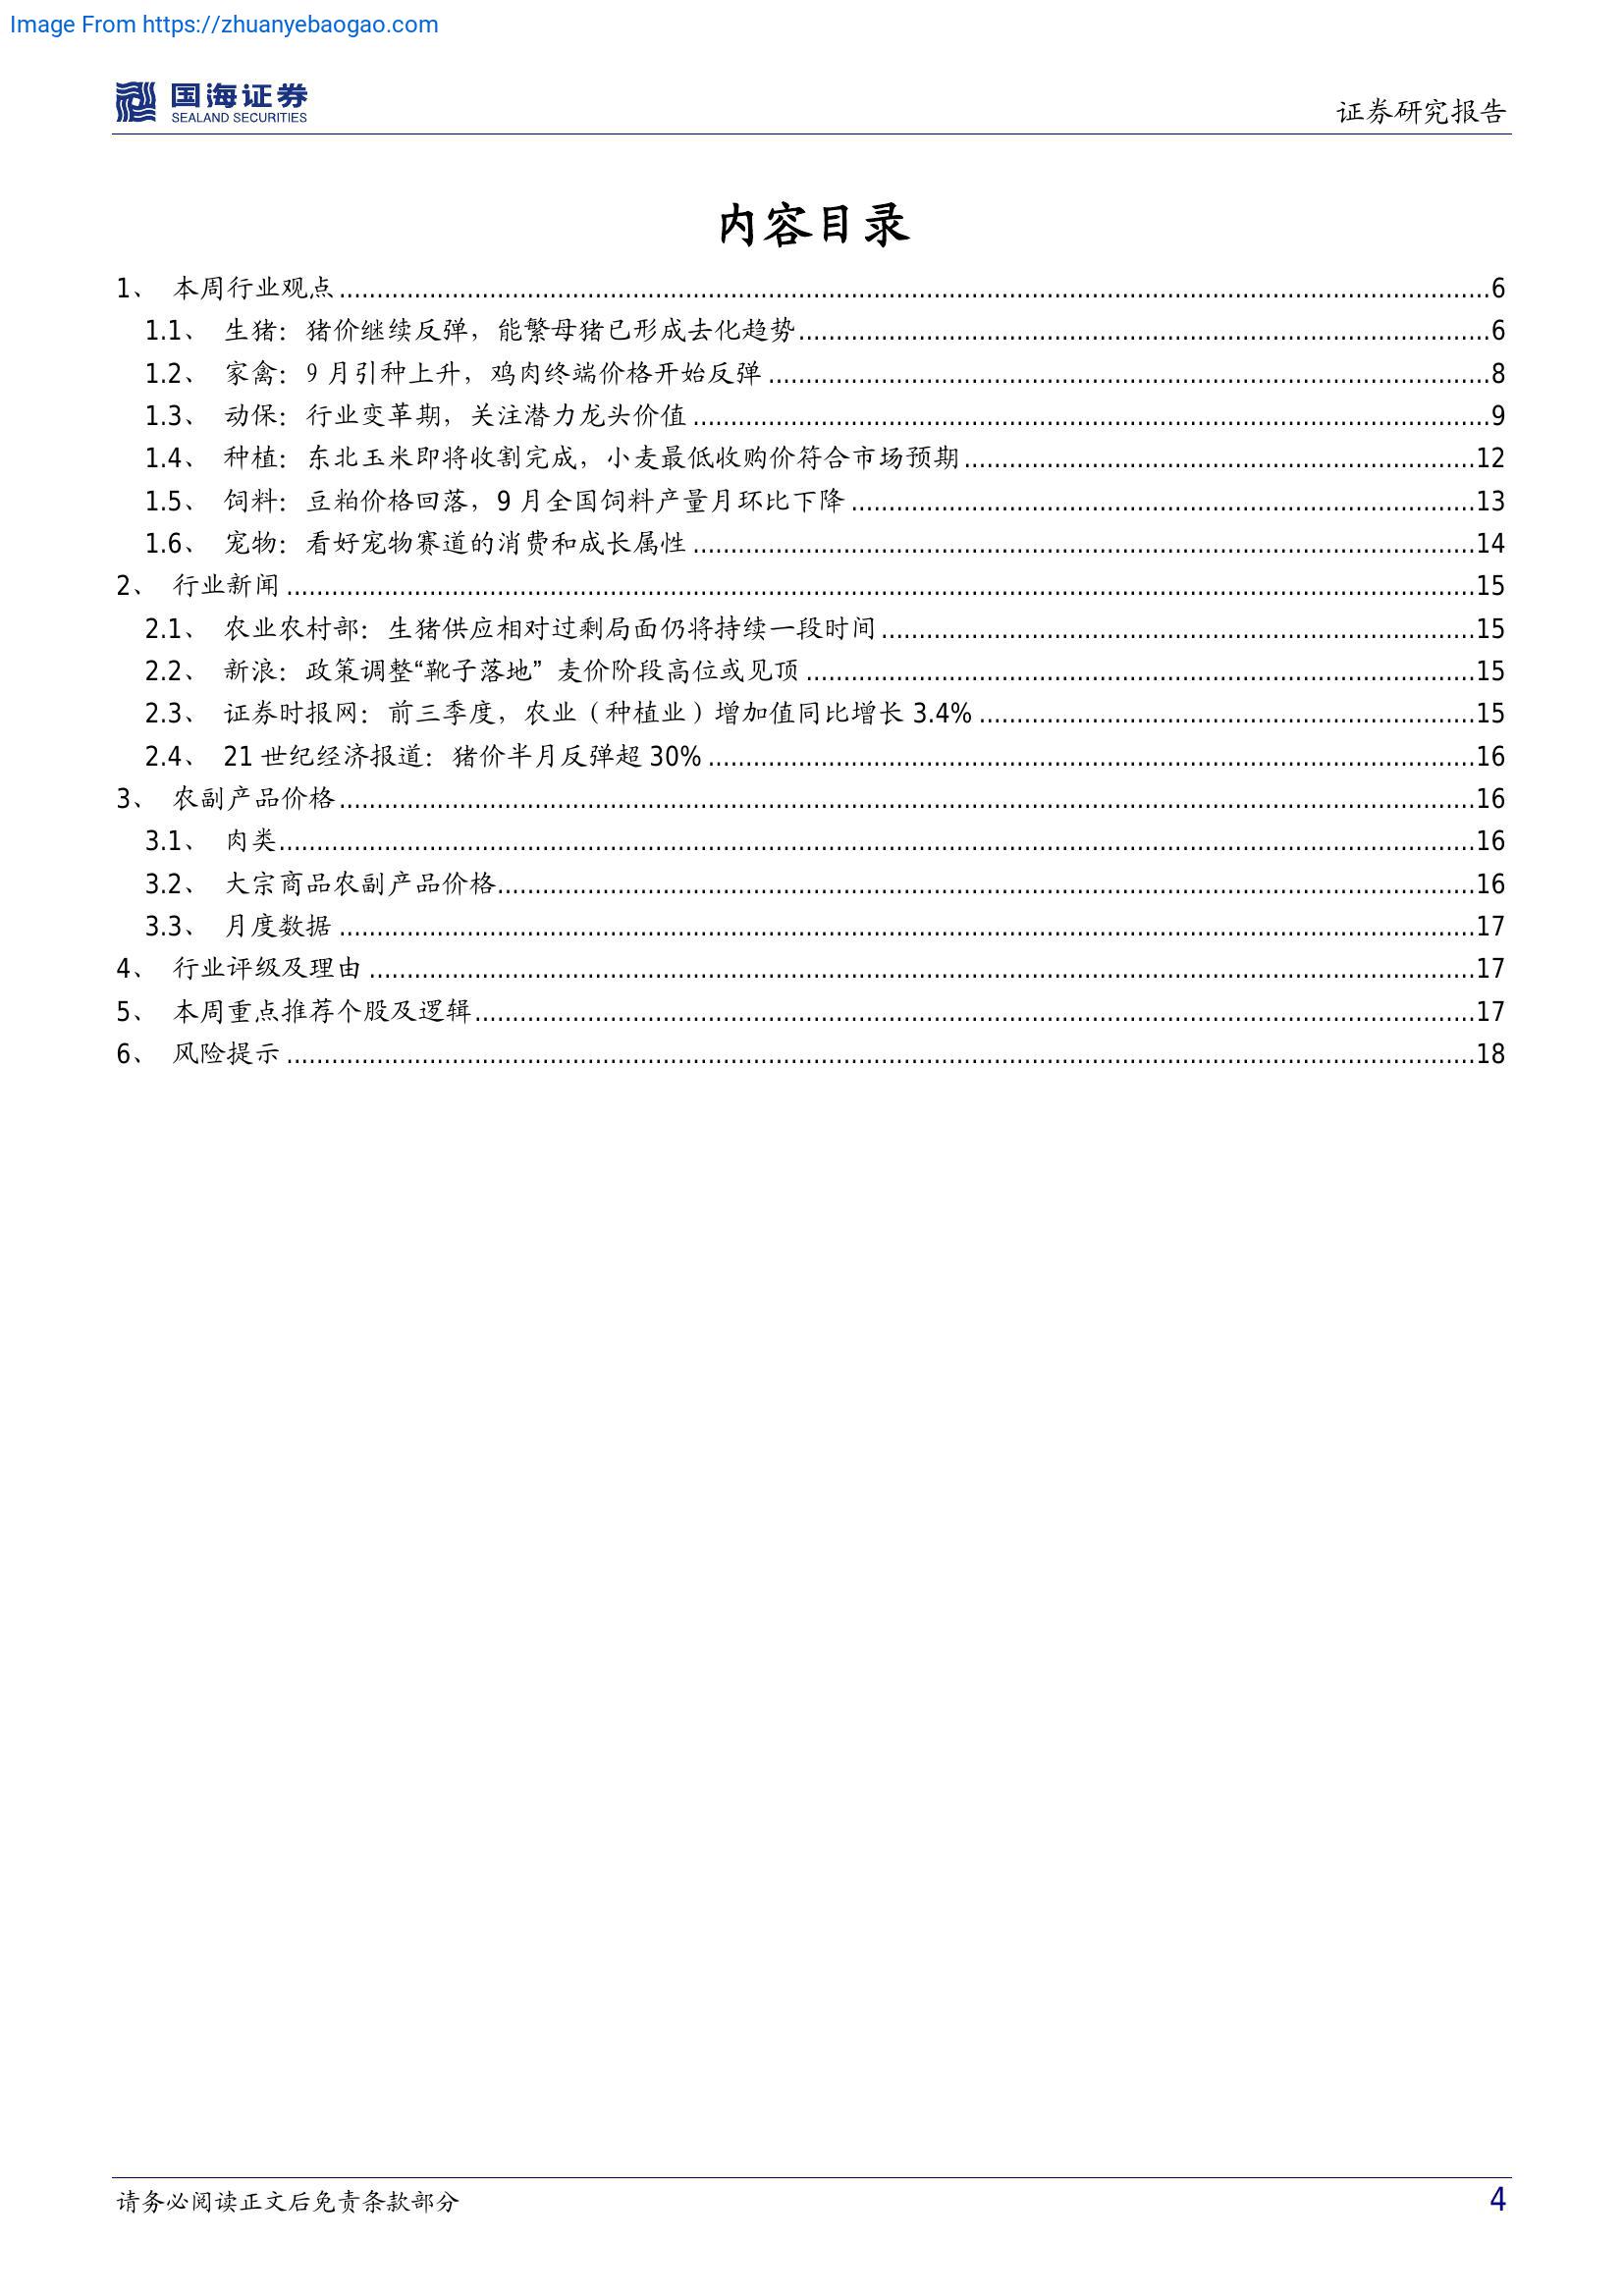 Image From https://zhuanyebaogao.com
国海证券
SEALAND SECURITIES
证券研究报告
内容目录
1、 本周行业观点........................6
1.1、 生猪：猪价继续反弹，能繁母猪已形成去化趋势........................6
1.2、 家禽：9 月引种上升，鸡肉终端价格开始反弹........................8
1.3、 动保：行业变革期，关注潜力龙头价值........................9
1.4、 种植：东北玉米即将收割完成，小麦最低收购价符合市场预期........................12
1.5、 饲料：豆粕价格回落，9 月全国饲料产量月环比下降........................13
1.6、 宠物：看好宠物赛道的消费和成长属性........................14
2、 行业新闻........................15
2.1、 农业农村部：生猪供应相对过剩局面仍将持续一段时间........................15
2.2、 新浪：政策调整“靴子落地” 麦价阶段高位或见顶........................15
2.3、 证券时报网：前三季度，农业（种植业）增加值同比增长 3.4%........................15
2.4、 21 世纪经济报道：猪价半月反弹超 30%........................16
3、 农副产品价格........................16
3.1、 肉类........................16
3.2、 大宗商品农副产品价格........................16
3.3、 月度数据........................17
4、 行业评级及理由........................17
5、 本周重点推荐个股及逻辑........................17
6、 风险提示........................18
请务必阅读正文后免责条款部分
4